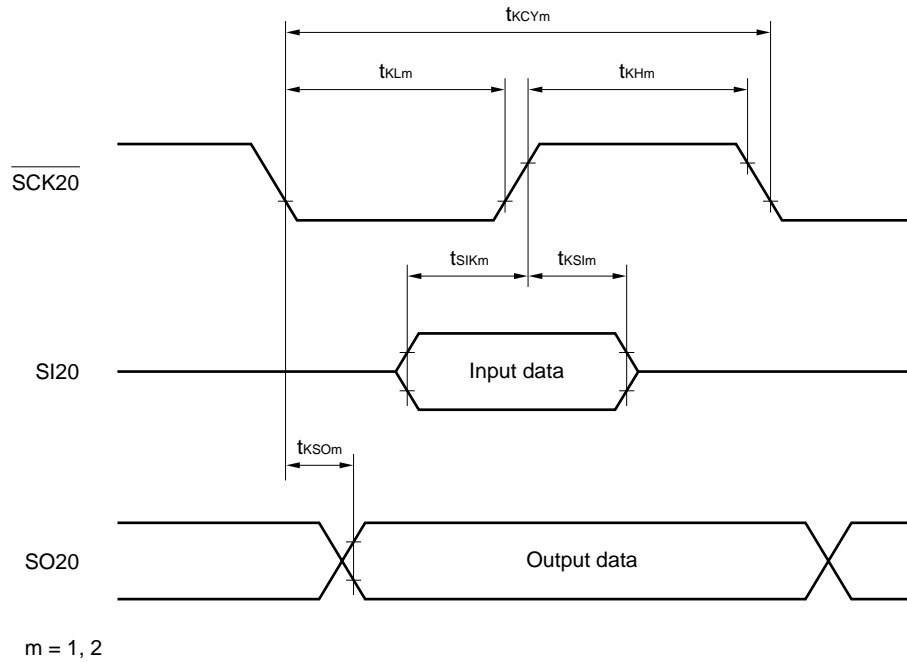 tKCYm
tKLm
tKHm
SCK20
tSIKm
tKSIm
SI20
Input data
tKSOm
SO20
Output data
m = 1, 2